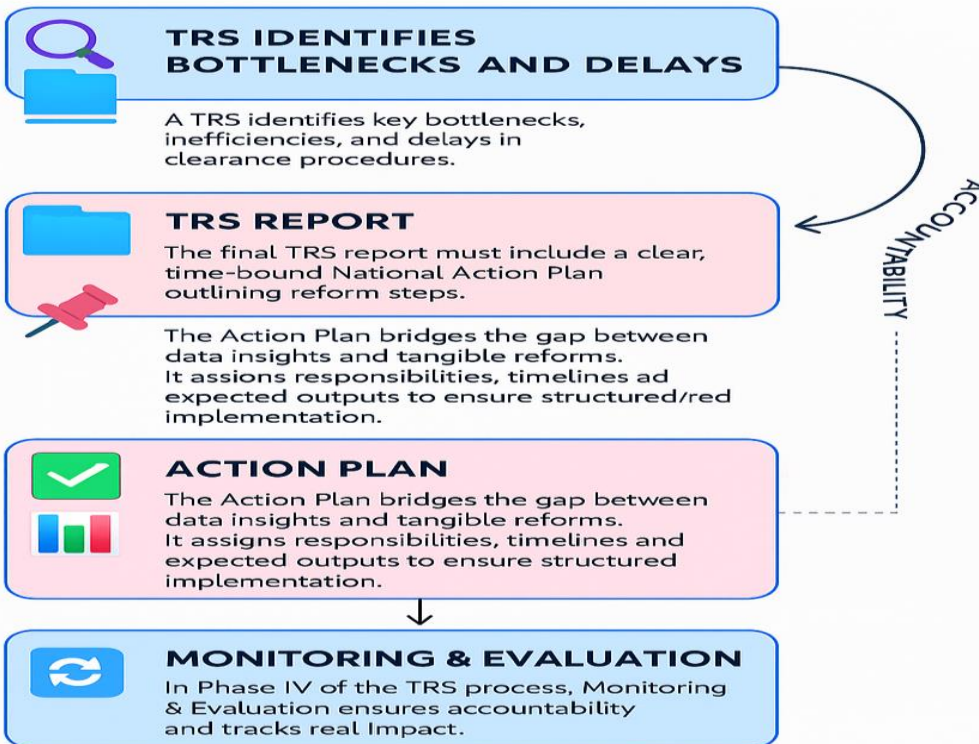 TRS IDENTIFIES
BOTTLENECKS AND DELAYS
A TRS identifies key bottlenecks,
inefficiencies, and delays in
clearance procedures.
TRS REPORT
The final TRS report must include a clear,
time-bound National Action Plan
outlining reform steps.
The Action Plan bridges the gap between
data insights and tangible reforms.
It assions responsibilities, timelines ad
expected outputs to ensure structured/red
implementation.
ACCOUNTABILITY
ACTION PLAN
The Action Plan bridges the gap between
data insights and tangible reforms.
It assigns responsibilities, timelines and
expected outputs to ensure structured
implementation.
MONITORING & EVALUATION
In Phase IV of the TRS process, Monitoring
& Evaluation ensures accountability
and tracks real Impact.